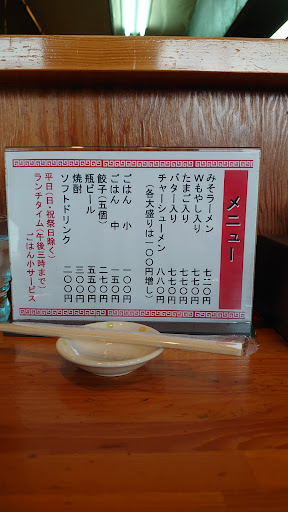 メニュー
みそラーメン 七二〇円
Wもやし入り 七七〇円
たまご入り 七七〇円
バター入り 七七〇円
チャーシューメン 八八〇円
(各大盛りは一〇〇円増し)
ごはん 小 一〇〇円
ごはん 中 一五〇円
餃子(五個) 二七〇円
瓶ビール 五五〇円
焼酎 三〇〇円
ソフトドリンク 二〇〇円
平日(日・祝祭日除く)
ランチタイム(午後三時まで)ごはん小サービス